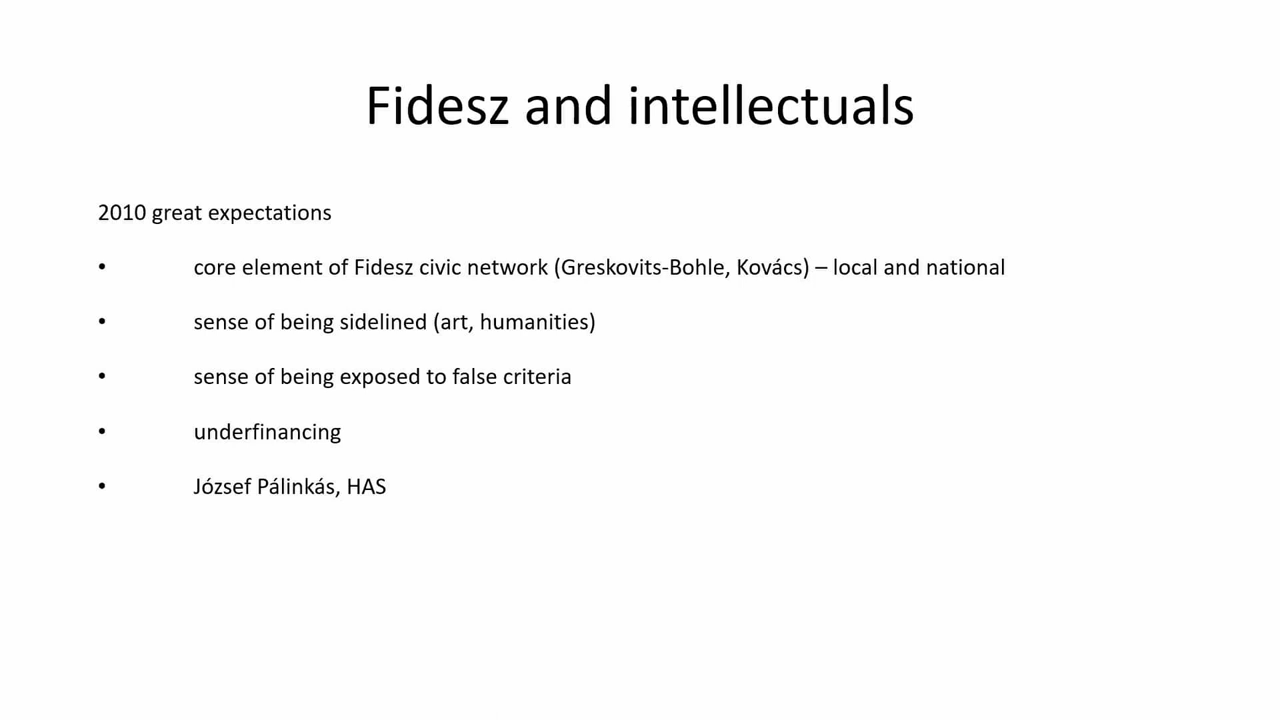 Fidesz and intellectuals
2010 great expectations
• core element of Fidesz civic network (Greskovits-Bohle, Kovács) – local and national
• sense of being sidelined (art, humanities)
• sense of being exposed to false criteria
• underfinancing
• József Pálinkás, HAS